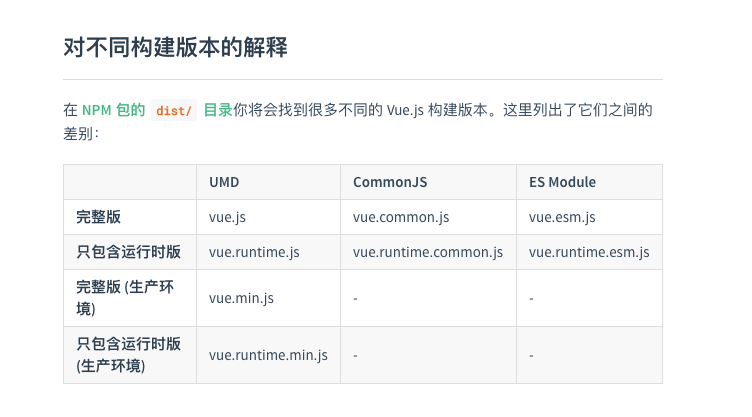 对不同构建版本的解释
在 NPM 包的 dist/ 目录你将会找到很多不同的 Vue.js 构建版本。这里列出了它们之间的
差别：
UMD CommonJS ES Module
完整版 vue.js vue.common.js vue.esm.js
只包含运行时版 vue.runtime.js vue.runtime.common.js vue.runtime.esm.js
完整版 (生产环
境) vue.min.js - -
只包含运行时版
(生产环境) vue.runtime.min.js - -